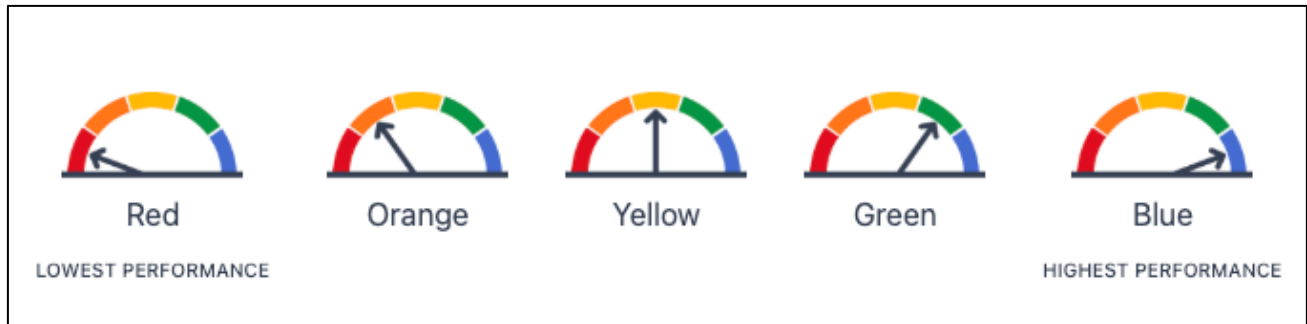 Red Orange Yellow Green Blue
LOWEST PERFORMANCE HIGHEST PERFORMANCE